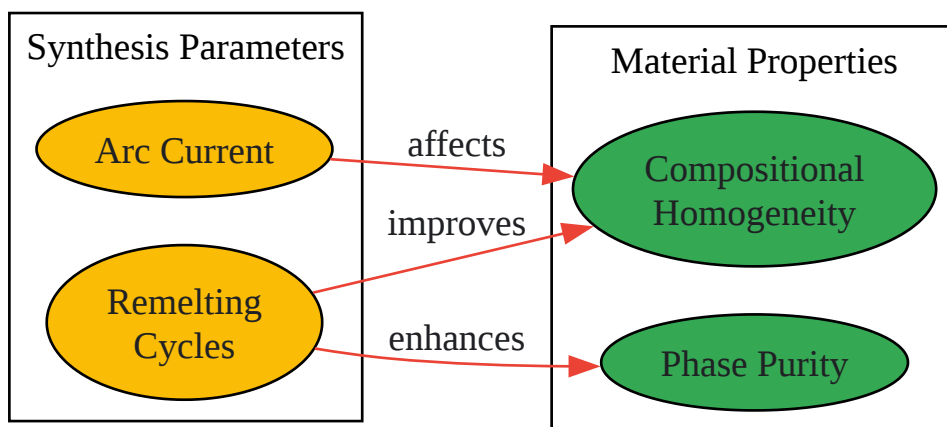 Synthesis Parameters
Arc Current
Remelting
Cycles
affects
improves
enhances
Material Properties
Compositional
Homogeneity
Phase Purity